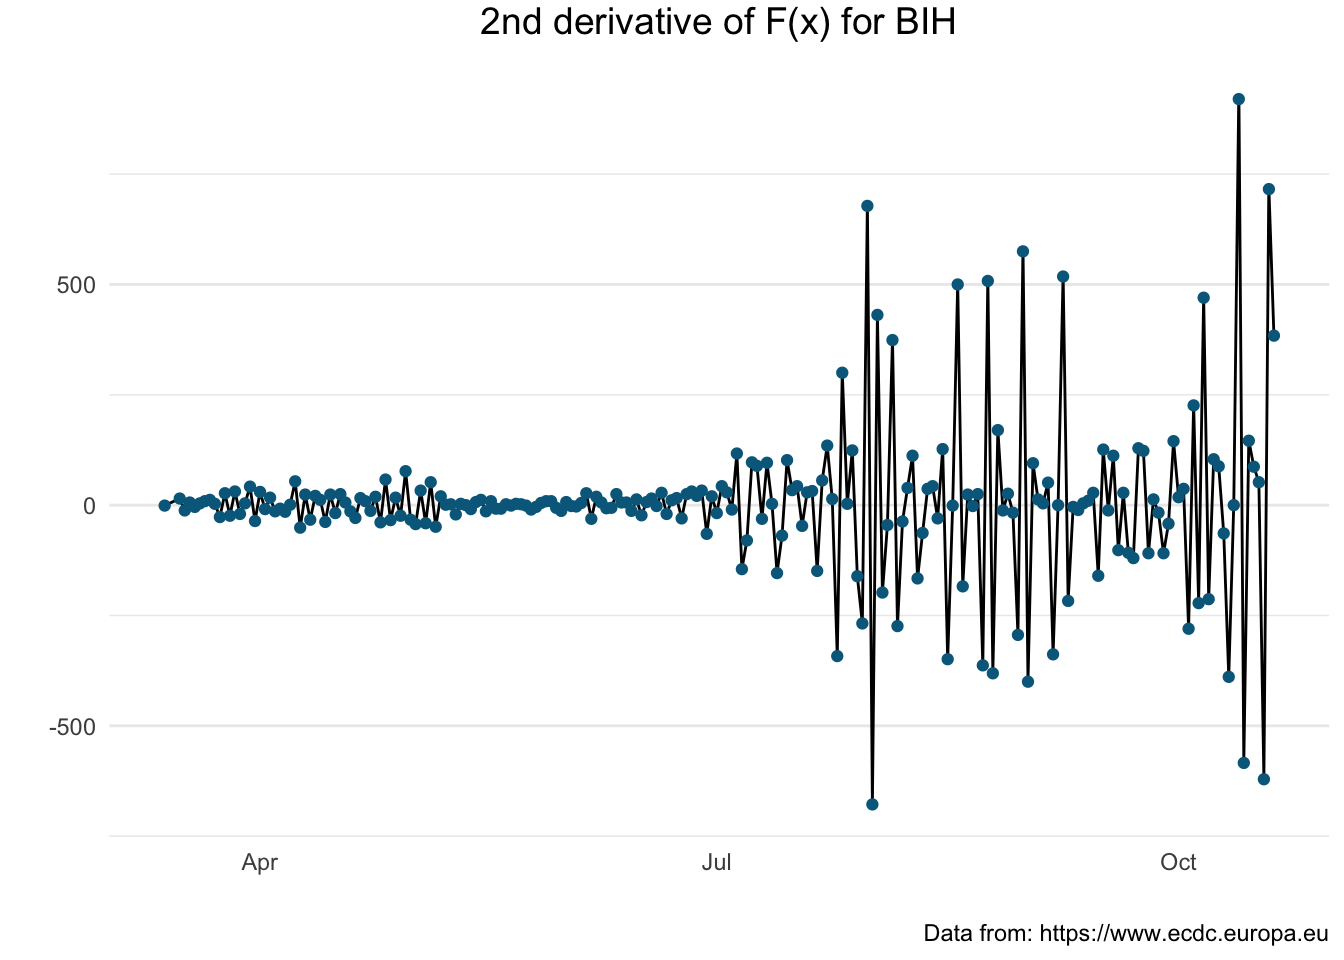 2nd derivative of F(x) for BIH
500
0
-500
Apr Jul Oct
Data from: https://www.ecdc.europa.eu